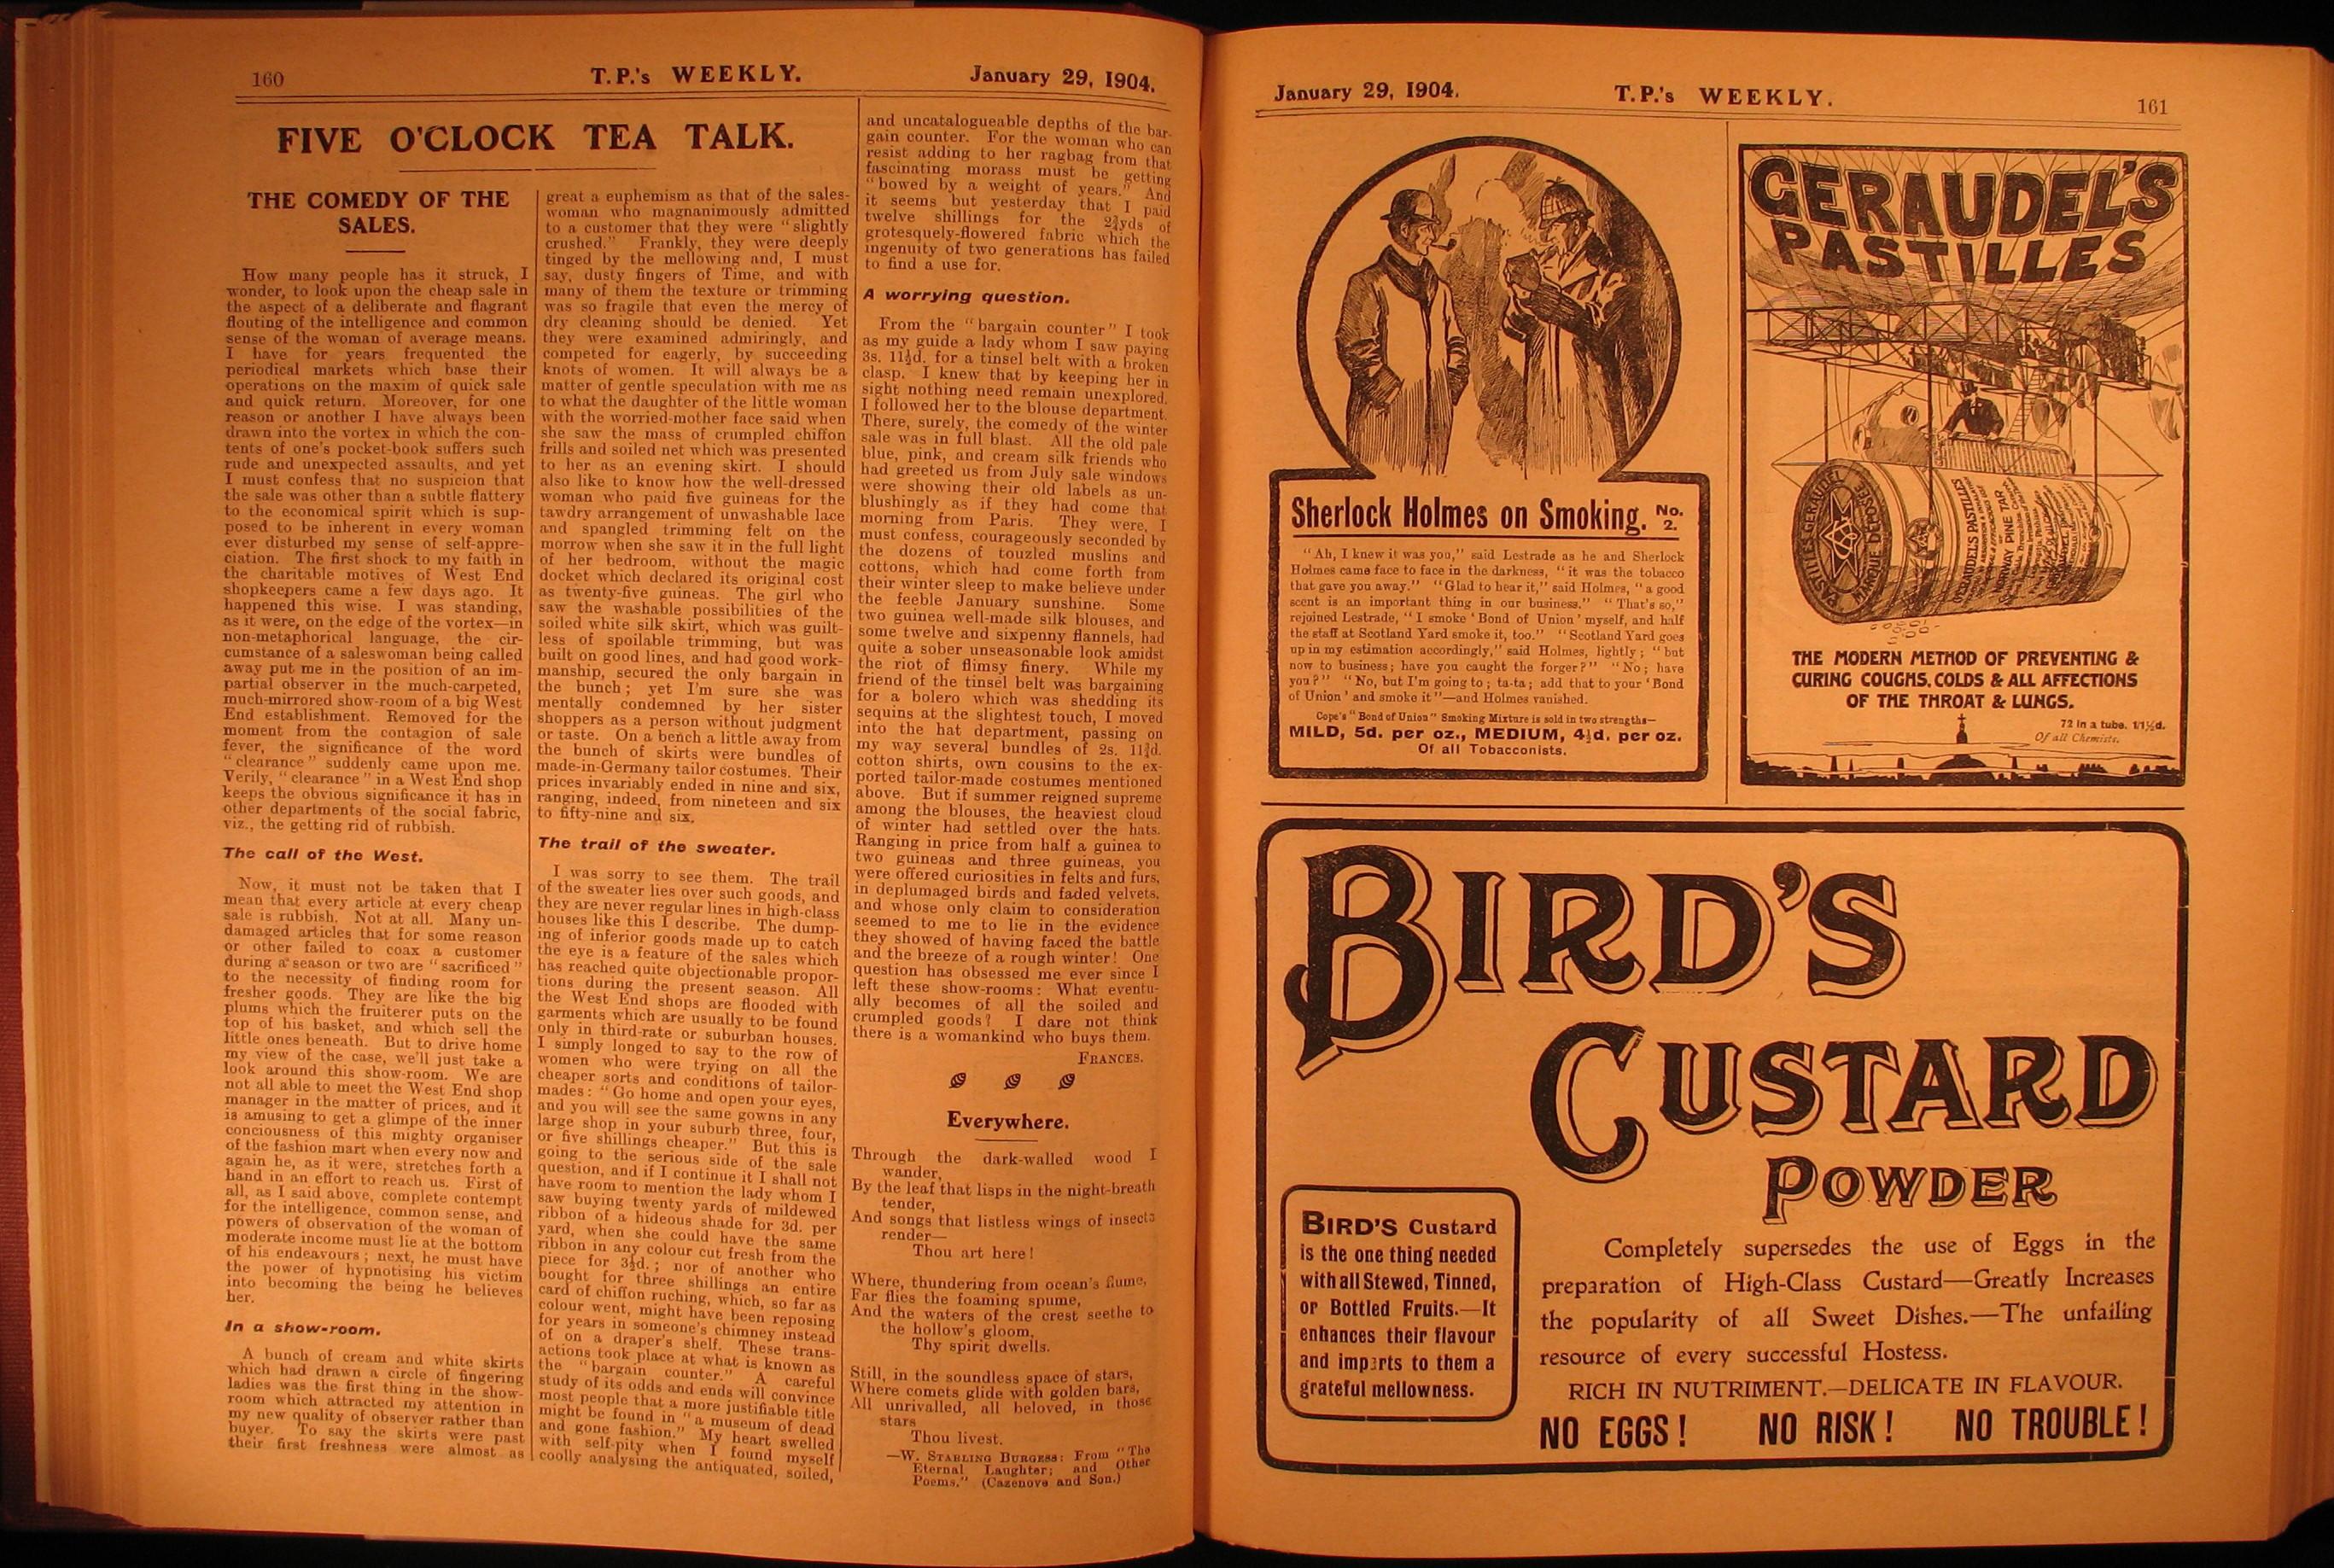 160
T.P.'s WEEKLY.
January 29, 1904.
FIVE O'CLOCK TEA TALK.
THE COMEDY OF THE
SALES.
How many people has it struck, I
wonder, to look upon the cheap sale in
the aspect of a deliberate and flagrant
flouting of the intelligence and common
sense of the woman of average means.
I have for years frequented the
periodical markets which base their
operations on the maxim of quick sale
and quick return. Moreover, for one
reason or another I have always been
drawn into the vortex in which the con-
tents of one's pocket-book suffers such
rude and unexpected assaults, and yet
I must confess that no suspicion that
the sale was other than a subtle flattery
to the economical spirit which is sup-
posed to be inherent in every woman
ever disturbed my sense of self-appre-
ciation. The first shock to my faith in
the charitable motives of West End
shopkeepers came a few days ago. It
happened this wise. I was standing,
as it were, on the edge of the vortex—in
non-metaphorical language, the cir-
cumstance of a saleswoman being called
away put me in the position of an im-
partial observer in the much-carpeted,
much-mirrored show-room of a big West
End establishment. Removed for the
moment from the contagion of sale
fever, the significance of the word
"clearance" suddenly came upon me.
Verily, "clearance" in a West End shop
keeps the obvious significance it has in
other departments of the social fabric,
viz., the getting rid of rubbish.
The call of the West.
Now, it must not be taken that I
mean that every article at every cheap
sale is rubbish. Not at all. Many un-
damaged articles that for some reason
or other failed to coax a customer
during a season or two are "sacrificed"
to the necessity of finding room for
fresher goods. They are like the big
plums which the fruiterer puts on the
top of his basket, and which sell the
little ones beneath. But to drive home
my view of the case, we'll just take a
look around this show-room. We are
not all able to meet the West End shop
manager in the matter of prices, and it
is amusing to get a glimpse of the inner
conciousness of this mighty organiser
of the fashion mart when every now and
again he, as it were, stretches forth a
hand in an effort to reach us. First of
all, as I said above, complete contempt
for the intelligence, common sense, and
powers of observation of the woman of
moderate income must lie at the bottom
of his endeavours; next, he must have
the power of hypnotising his victim
into becoming the being he believes
her.
In a show-room.
A bunch of cream and white skirts
which had drawn a circle of fingering
ladies was the first thing in the show-
room which attracted my attention in
my new quality of observer rather than
buyer. To say the skirts were past
their first freshness were almost as
great a euphemism as that of the sales-
woman who magnanimously admitted
to a customer that they were "slightly
crushed." Frankly, they were deeply
tinged by the mellowing and, I must
say, dusty fingers of Time, and with
many of them the texture or trimming
was so fragile that even the mercy of
dry cleaning should be denied. Yet
they were examined admiringly, and
competed for eagerly, by succeeding
knots of women. It will always be a
matter of gentle speculation with me as
to what the daughter of the little woman
with the worried-mother face said when
she saw the mass of crumpled chiffon
frills and soiled net which was presented
to her as an evening skirt. I should
also like to know how the well-dressed
woman who paid five guineas for the
tawdry arrangement of unwashable lace
and spangled trimming felt on the
morrow when she saw it in the full light
of her bedroom, without the magic
docket which declared its original cost
as twenty-five guineas. The girl who
saw the washable possibilities of the
soiled white silk skirt, which was guilt-
less of spoilable trimming, but was
built on good lines, and had good work-
manship, secured the only bargain in
the bunch; yet I'm sure she was
mentally condemned by her sister
shoppers as a person without judgment
or taste. On a bench a little away from
the bunch of skirts were bundles of
made-in-Germany tailor costumes. Their
prices invariably ended in nine and six,
ranging, indeed, from nineteen and six
to fifty-nine and six.
The trail of the sweater.
I was sorry to see them. The trail
of the sweater lies over such goods, and
they are never regular lines in high-class
houses like this I describe. The dump-
ing of inferior goods made up to catch
the eye is a feature of the sales which
has reached quite objectionable propor-
tions during the present season. All
the West End shops are flooded with
garments which are usually to be found
only in third-rate or suburban houses.
I simply longed to say to the row of
women who were trying on all the
cheaper sorts and conditions of tailor-
mades: "Go home and open your eyes,
and you will see the same gowns in any
large shop in your suburb three, four,
or five shillings cheaper." But this is
going to the serious side of the sale
question, and if I continue it I shall not
have room to mention the lady whom I
saw buying twenty yards of mildewed
ribbon of a hideous shade for 3d. per
yard, when she could have the same
ribbon in any colour cut fresh from the
piece for 3½d.; nor of another who
bought for three shillings an entire
card of chiffon ruching, which, so far as
colour went, might have been reposing
for years in someone's chimney instead
of on a draper's shelf. These trans-
actions took place at what is known as
the "bargain counter." A careful
study of its odds and ends will convince
most people that a more justifiable title
might be found in "a museum of dead
and gone fashion." My heart swelled
with self-pity when I found myself
coolly analysing the antiquated, soiled,
and uncatalogueable depths of the bar-
gain counter. For the woman who can
resist adding to her ragbag from that
fascinating morass must be getting
"bowed by a weight of years." And
it seems but yesterday that I paid
twelve shillings for the 2¾yds of
grotesquely-flowered fabric which the
ingenuity of two generations has failed
to find a use for.
A worrying question.
From the "bargain counter" I took
as my guide a lady whom I saw paying
3s. 11½d. for a tinsel belt with a broken
clasp. I knew that by keeping her in
sight nothing need remain unexplored.
I followed her to the blouse department.
There, surely, the comedy of the winter
sale was in full blast. All the old pale
blue, pink, and cream silk friends who
had greeted us from July sale windows
were showing their old labels as un-
blushingly as if they had come that
morning from Paris. They were, I
must confess, courageously seconded by
the dozens of touzled muslins and
cottons, which had come forth from
their winter sleep to make believe under
the feeble January sunshine. Some
two guinea well-made silk blouses, and
some twelve and sixpenny flannels, had
quite a sober unseasonable look amidst
the riot of flimsy finery. While my
friend of the tinsel belt was bargaining
for a bolero which was shedding its
sequins at the slightest touch, I moved
into the hat department, passing on
my way several bundles of 2s. 11¾d.
cotton shirts, own cousins to the ex-
ported tailor-made costumes mentioned
above. But if summer reigned supreme
among the blouses, the heaviest cloud
of winter had settled over the hats.
Ranging in price from half a guinea to
two guineas and three guineas, you
were offered curiosities in felts and furs,
in deplumaged birds and faded velvets,
and whose only claim to consideration
seemed to me to lie in the evidence
they showed of having faced the battle
and the breeze of a rough winter! One
question has obsessed me ever since I
left these show-rooms: What eventu-
ally becomes of all the soiled and
crumpled goods? I dare not think
there is a womankind who buys them.
FRANCES.
Everywhere.
Through the dark-walled wood I
wander,
By the leaf that lisps in the night-breath
tender,
And songs that listless wings of insects
render—
Thou art here!
Where, thundering from ocean's flume,
Far flies the foaming spume,
And the waters of the crest seethe to
the hollow's gloom,
Thy spirit dwells.
Still, in the soundless space of stars,
Where comets glide with golden bars,
All unrivalled, all beloved, in those
stars
Thou livest.
—W. STARLING BURGESS: From "The
Eternal Laughter; and Other
Poems." (Cazenove and Son.)
January 29, 1904.
T.P.'s WEEKLY.
161
Sherlock Holmes on Smoking. No.
2.
"Ah, I knew it was you," said Lestrade as he and Sherlock
Holmes came face to face in the darkness, "it was the tobacco
that gave you away." "Glad to hear it," said Holmes, "a good
scent is an important thing in our business." "That's so,"
rejoined Lestrade, "I smoke 'Bond of Union' myself, and half
the staff at Scotland Yard smoke it, too." "Scotland Yard goes
up in my estimation accordingly," said Holmes, lightly; "but
now to business; have you caught the forger?" "No; have
you?" "No, but I'm going to; ta-ta; add that to your 'Bond
of Union' and smoke it"—and Holmes vanished.
Cope's "Bond of Union" Smoking Mixture is sold in two strengths—
MILD, 5d. per oz., MEDIUM, 4½d. per oz.
Of all Tobacconists.
GERAUDEL'S
PASTILLES
PASTILLES GERAUDEL
MARQUE DÉPOSÉE
GERAUDEL'S PASTILLES
NORWAY PINE TAR
THE MODERN METHOD OF PREVENTING &
CURING COUGHS, COLDS & ALL AFFECTIONS
OF THE THROAT & LUNGS.
72 in a tube. 1/1½d.
Of all Chemists.
BIRD'S
CUSTARD
POWDER
BIRD'S Custard
is the one thing needed
with all Stewed, Tinned,
or Bottled Fruits.—It
enhances their flavour
and imparts to them a
grateful mellowness.
Completely supersedes the use of Eggs in the
preparation of High-Class Custard—Greatly Increases
the popularity of all Sweet Dishes.—The unfailing
resource of every successful Hostess.
RICH IN NUTRIMENT.—DELICATE IN FLAVOUR.
NO EGGS! NO RISK! NO TROUBLE!